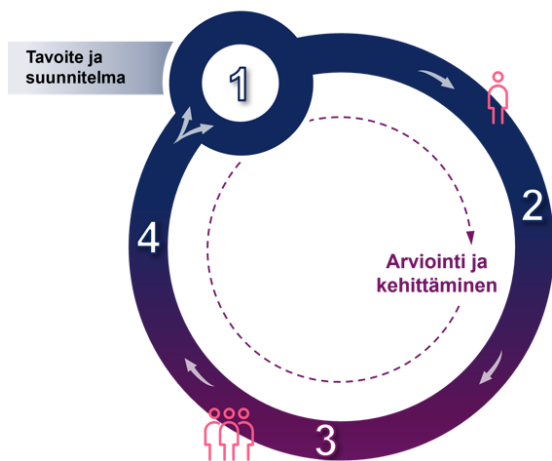 Tavoite ja
suunnitelma
1
2
Arviointi ja
kehittäminen
4
3